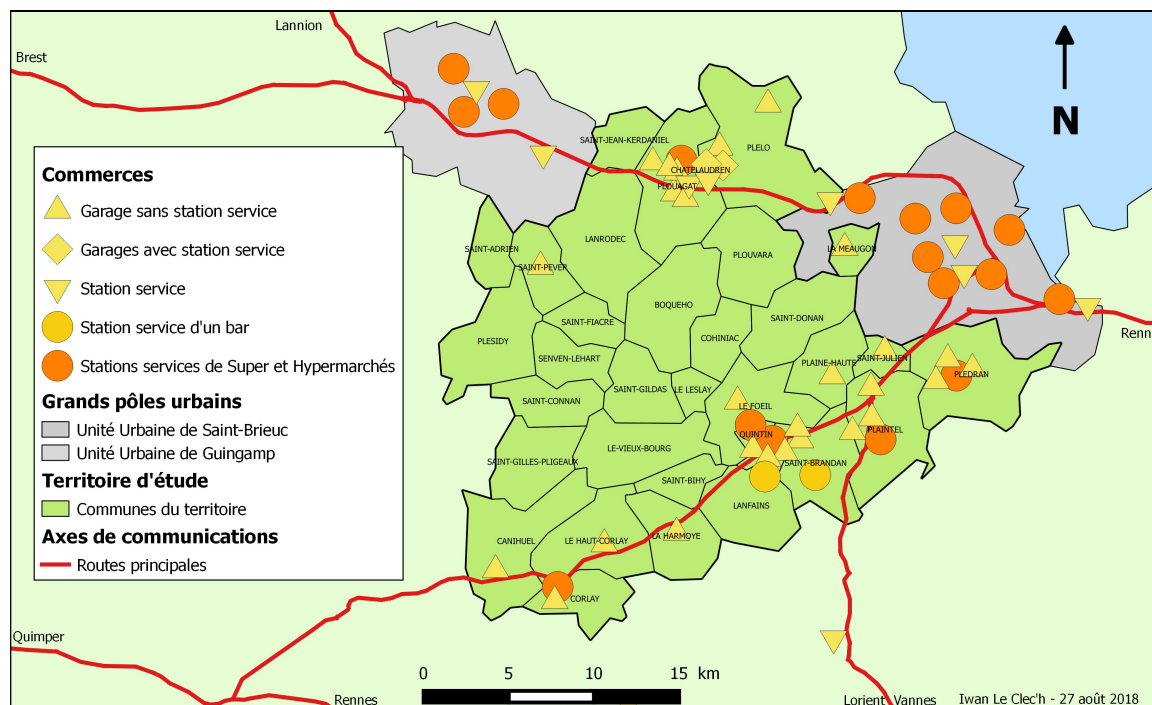 Lannion
Brest
N
Commerces
Garage sans station service
Garages avec station service
Station service
Station service d'un bar
Stations services de Super et Hypermarchés
Grands pôles urbains
Unité Urbaine de Saint-Brieuc
Unité Urbaine de Guingamp
Territoire d'étude
Communes du territoire
Axes de communications
Routes principales
SAINT-JEAN-KERDANIEL
PLELO
CHATELAUDREN
PLOUAGAT
LANRODEC
SAINT-ADRIEN
SAINT-PEVER
PLOUVARA
LA MEAUGON
BOQUEHO
SAINT-DONAN
SAINT-FIACRE
PLESIDY
COHINIAC
SENVEN-LEHART
PLAINE-HAUTE
SAINT-JULIEN
PLEDRAN
SAINT-GILDAS
LE LESLAY
SAINT-CONNAN
LE FOEIL
QUINTIN
PLAINTEL
LE-VIEUX-BOURG
SAINT-GILLES-PLIGEAUX
SAINT-BRANDAN
SAINT-BIHY
LANFAINS
CANIHUEL
LE HAUT-CORLAY
LA HARMOYE
CORLAY
Renn
Quimper
Rennes
0 5 10 15 km
Lorient Vannes
Iwan Le Clec'h - 27 août 2018